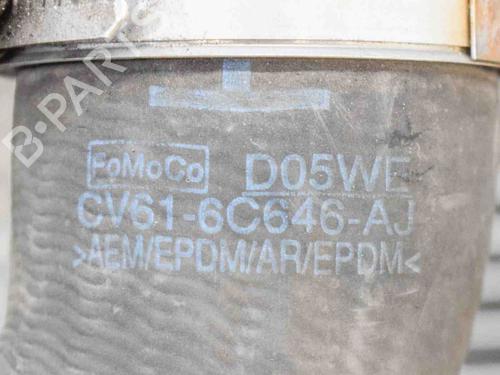 B-PARTS
FoMoCo D05WE
CV61-6C646-AJ
>AEM/EPDM/AR/EPDM<